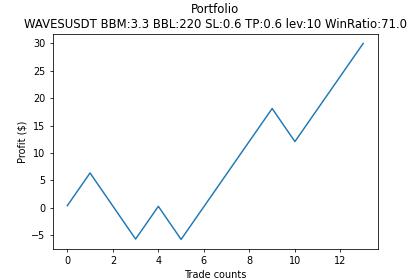 Portfolio
WAVESUSDT BBM:3.3 BBL:220 SL:0.6 TP:0.6 lev:10 WinRatio:71.0
Profit ($)
30
25
20
15
10
5
0
−5
0 2 4 6 8 10 12
Trade counts